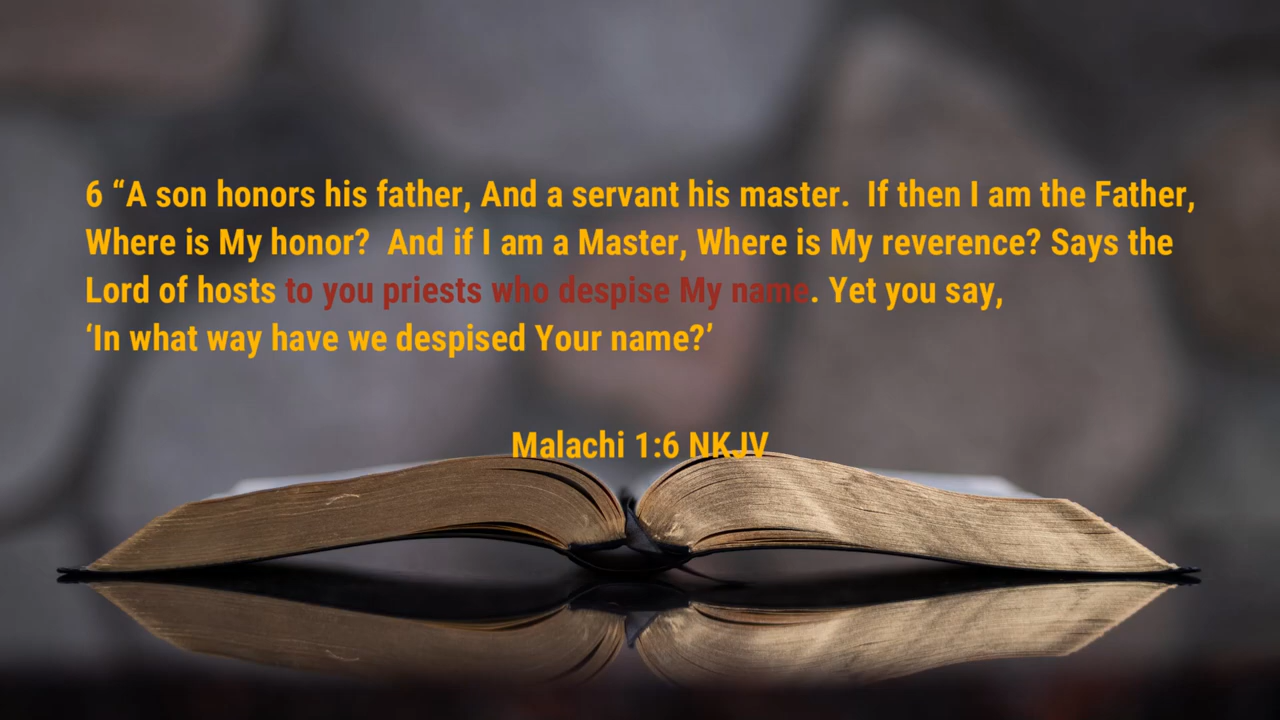 6 “A son honors his father, And a servant his master.  If then I am the Father,
Where is My honor?  And if I am a Master, Where is My reverence? Says the
Lord of hosts to you priests who despise My name. Yet you say,
‘In what way have we despised Your name?’
Malachi 1:6 NKJV